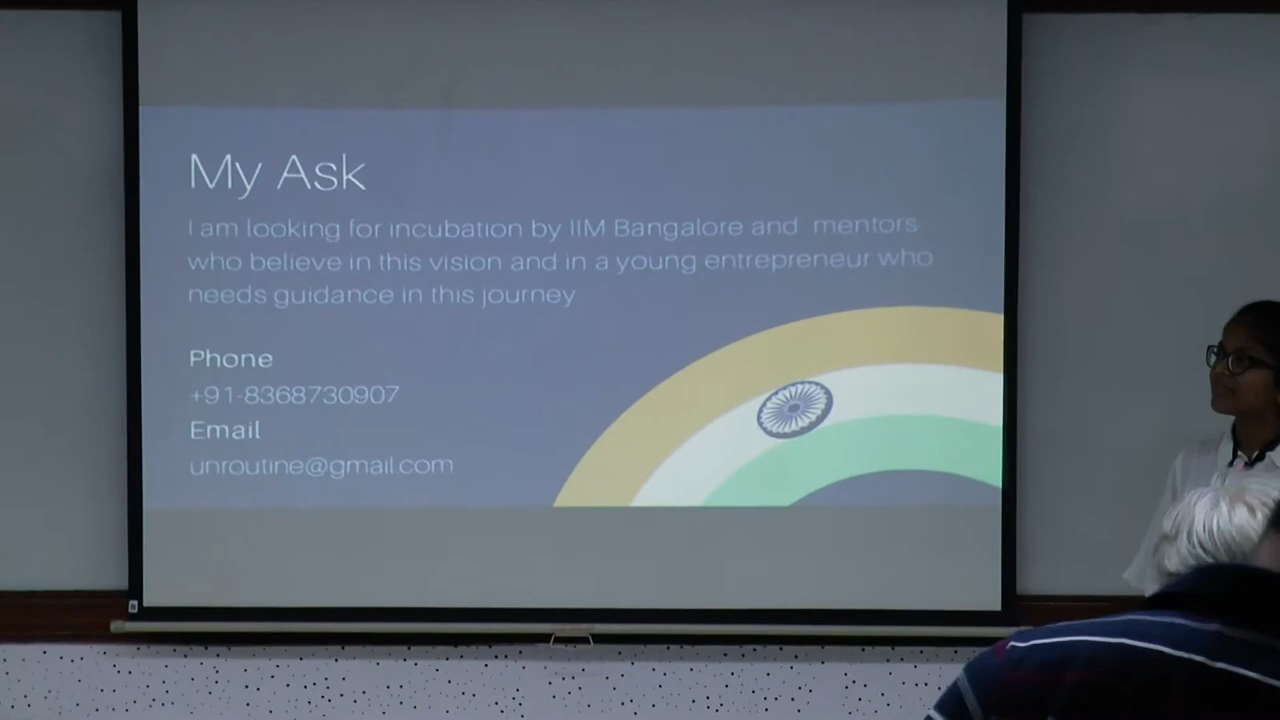 My Ask
I am looking for incubation by IIM Bangalore and mentors
who believe in this vision and in a young entrepreneur who
needs guidance in this journey
Phone
+91-8368730907
Email
unroutine@gmail.com